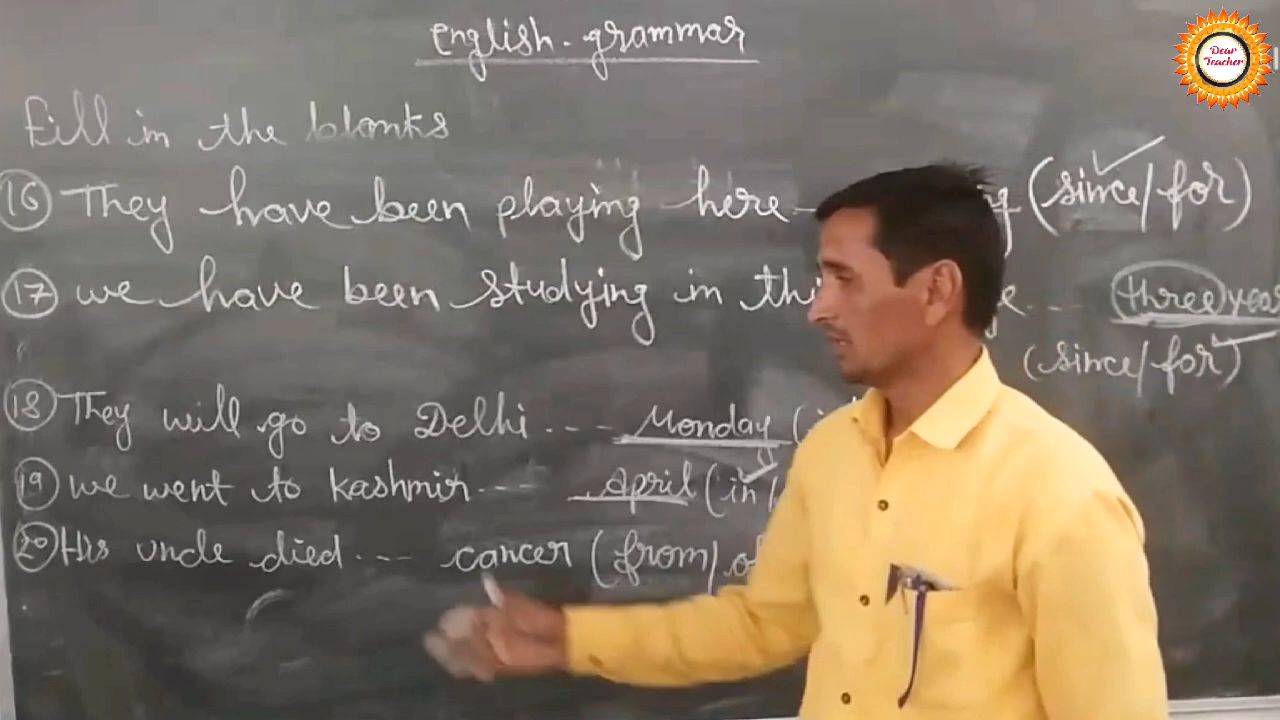 English-grammar
Dear
Teacher
Fill in the blanks
16 They have been playing here (since/for)
17 we have been studying in ... three years
(since/for)
18 They will go to Delhi --- Monday (
19 we went to Kashmir --- April (in/
20 His uncle died --- cancer (from/of